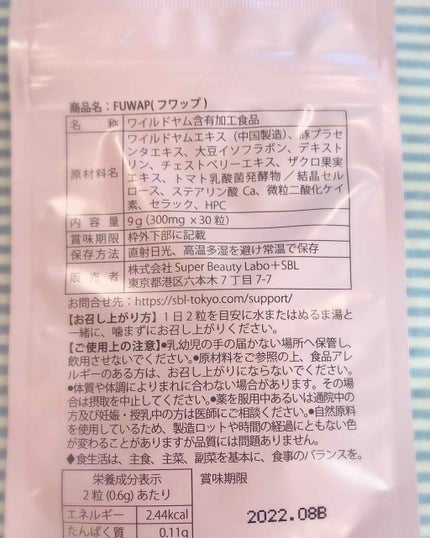 商品名：FUWAP( フワップ )
名　称 ワイルドヤム含有加工食品
原材料名 ワイルドヤムエキス（中国製造）、豚プラセ
ンタエキス、大豆イソフラボン、デキスト
リン、チェストベリーエキス、ザクロ果実
エキス、トマト乳酸菌発酵物／結晶セル
ロース、ステアリン酸 Ca、微粒二酸化ケイ
素、セラック、HPC
内 容 量 9g (300mg × 30 粒)
賞味期限 枠外下部に記載
保存方法 直射日光、高温多湿を避け常温で保存
販 売 者 株式会社 Super Beauty Labo＋SBL
東京都港区六本木 7 丁目 7-7
お問合せ先：https://sbl-tokyo.com/support/
【お召し上がり方】１日２粒を目安に水またはぬるま湯と
一緒に、噛まずにお召し上がりください。
【ご使用上の注意】●乳幼児の手の届かない場所へ保管し、
飲用させないでください。●原材料をご参照の上、食品アレ
ルギーのある方は、お召し上がりにならないでください。
●体質や体調によりまれに合わない場合があります。その場
合は摂取を中止してください。●薬を服用中あるいは通院中の
方及び妊娠・授乳中の方は医師にご相談ください。●自然原料
を使用しているため、製造ロットや時間の経過にともない色
が変わることがありますが品質には問題ありません。
◆食生活は、主食、主菜、副菜を基本に、食事のバランスを。
栄養成分表示
2 粒 (0.6g) あたり
エネルギー 2.44kcal
たんぱく質 0.11g
賞味期限
2022.08B